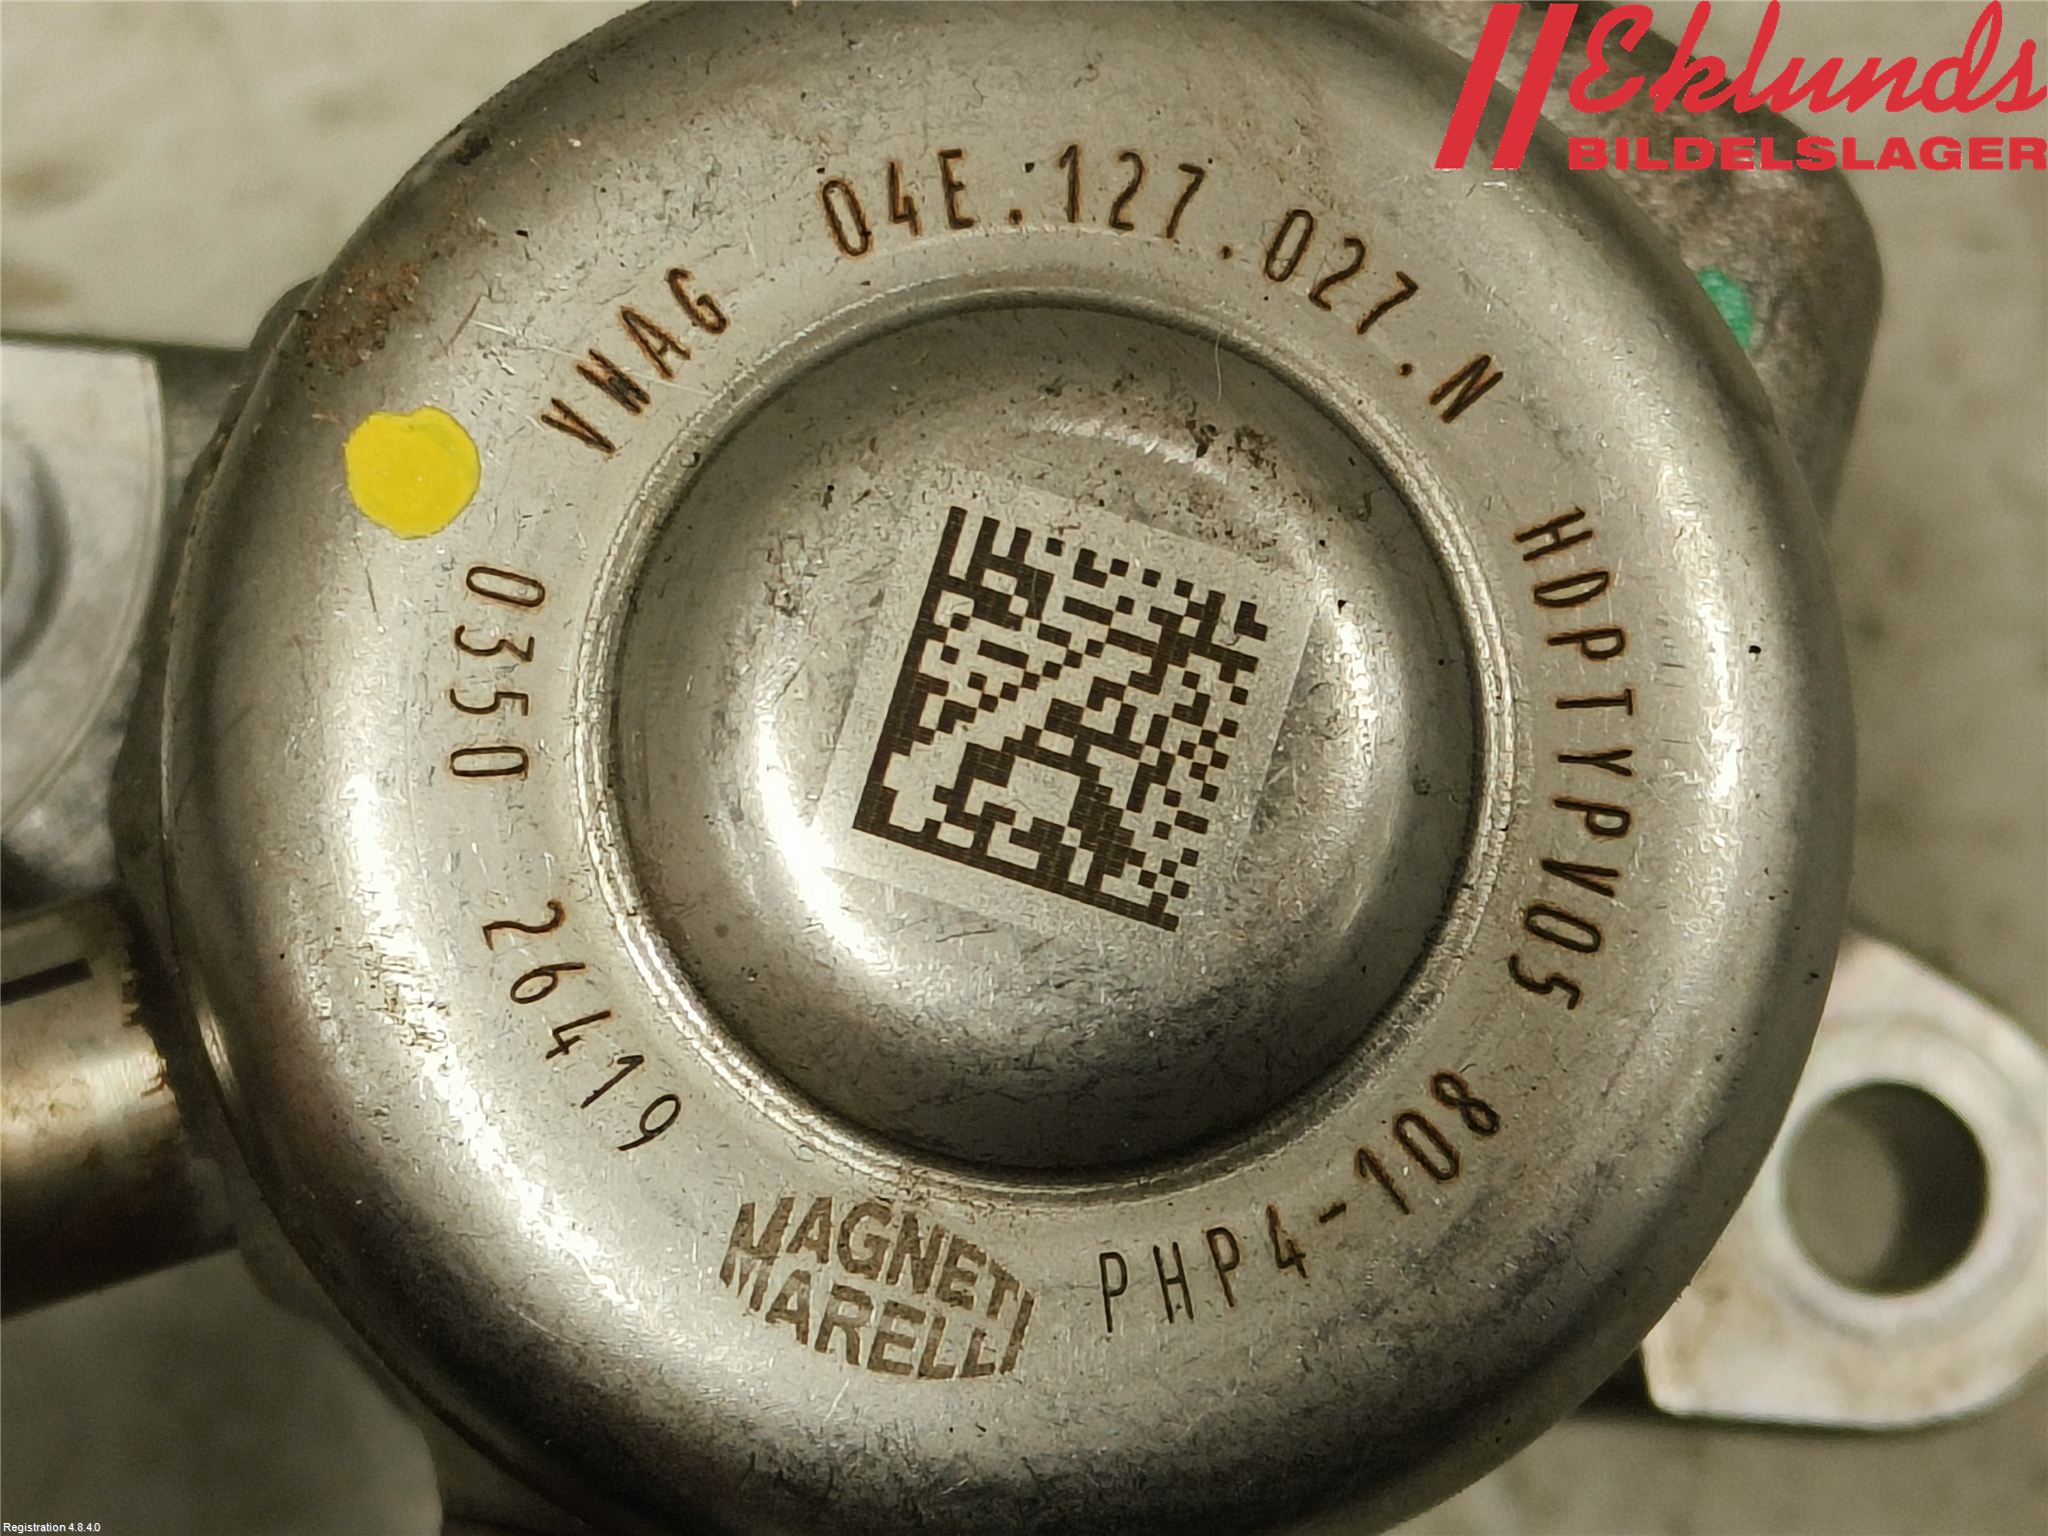 Eklunds
BILDELSLAGER
VWAG 04E.127.027.N HDPTYPV05
0350 26419
MAGNETI
MARELLI
PHP4-108
Registration 4.8.4.0